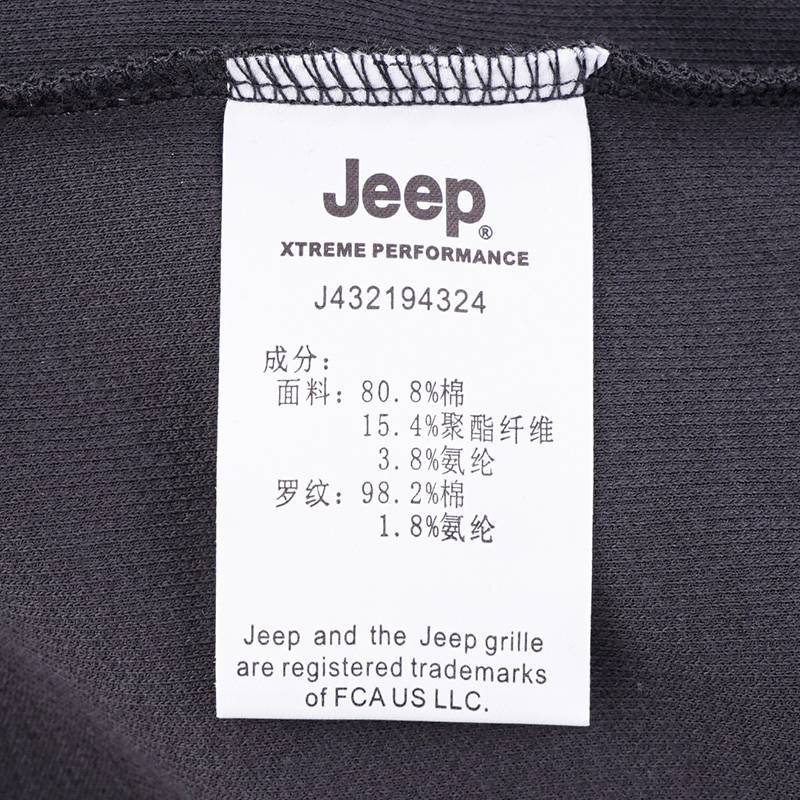 Jeep®
XTREME PERFORMANCE
J432194324
成分：
面料：80.8%棉
15.4%聚酯纤维
3.8%氨纶
罗纹：98.2%棉
1.8%氨纶
Jeep and the Jeep grille
are registered trademarks
of FCA US LLC.